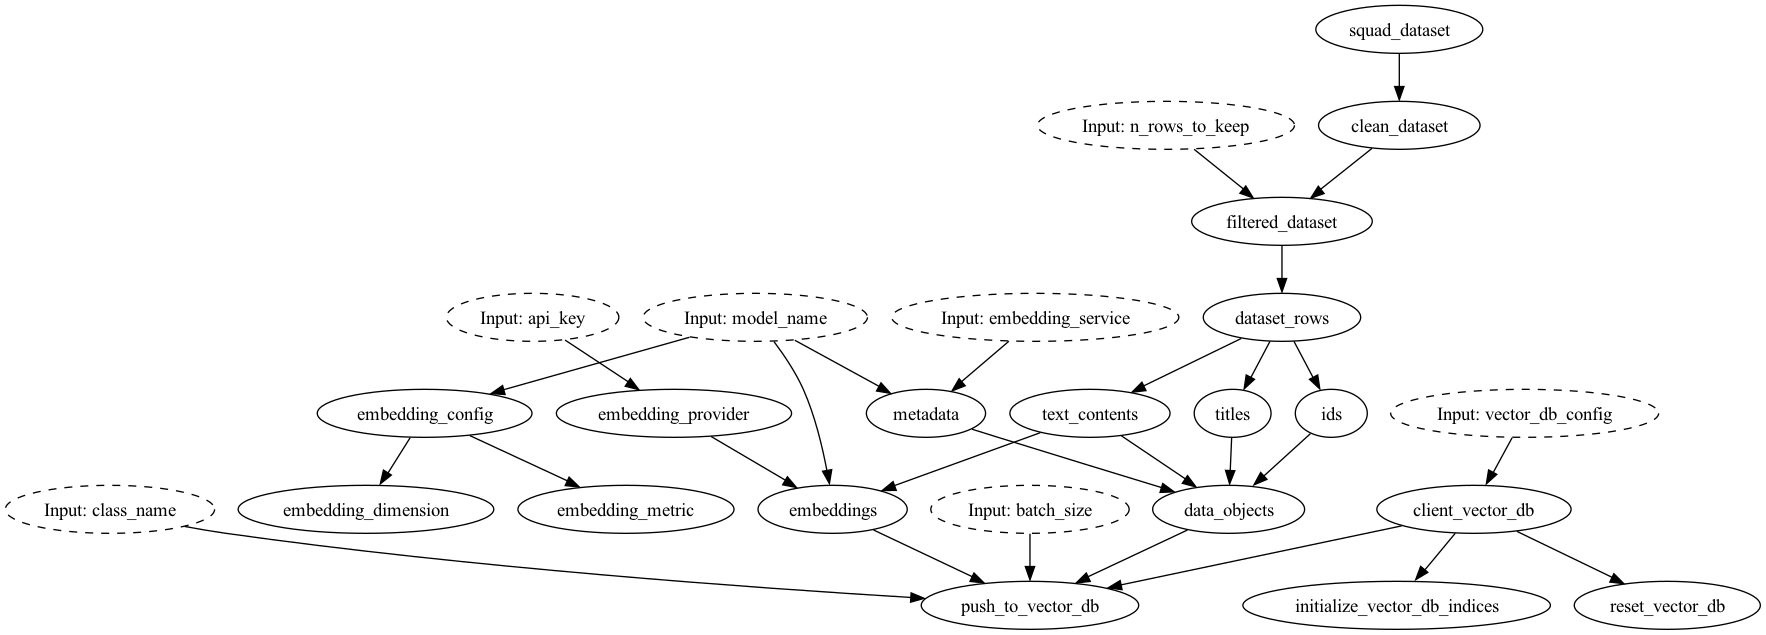 squad_dataset
Input: n_rows_to_keep
clean_dataset
filtered_dataset
Input: api_key
Input: model_name
Input: embedding_service
dataset_rows
embedding_config
embedding_provider
metadata
text_contents
titles
ids
Input: vector_db_config
Input: class_name
embedding_dimension
embedding_metric
embeddings
Input: batch_size
data_objects
client_vector_db
push_to_vector_db
initialize_vector_db_indices
reset_vector_db